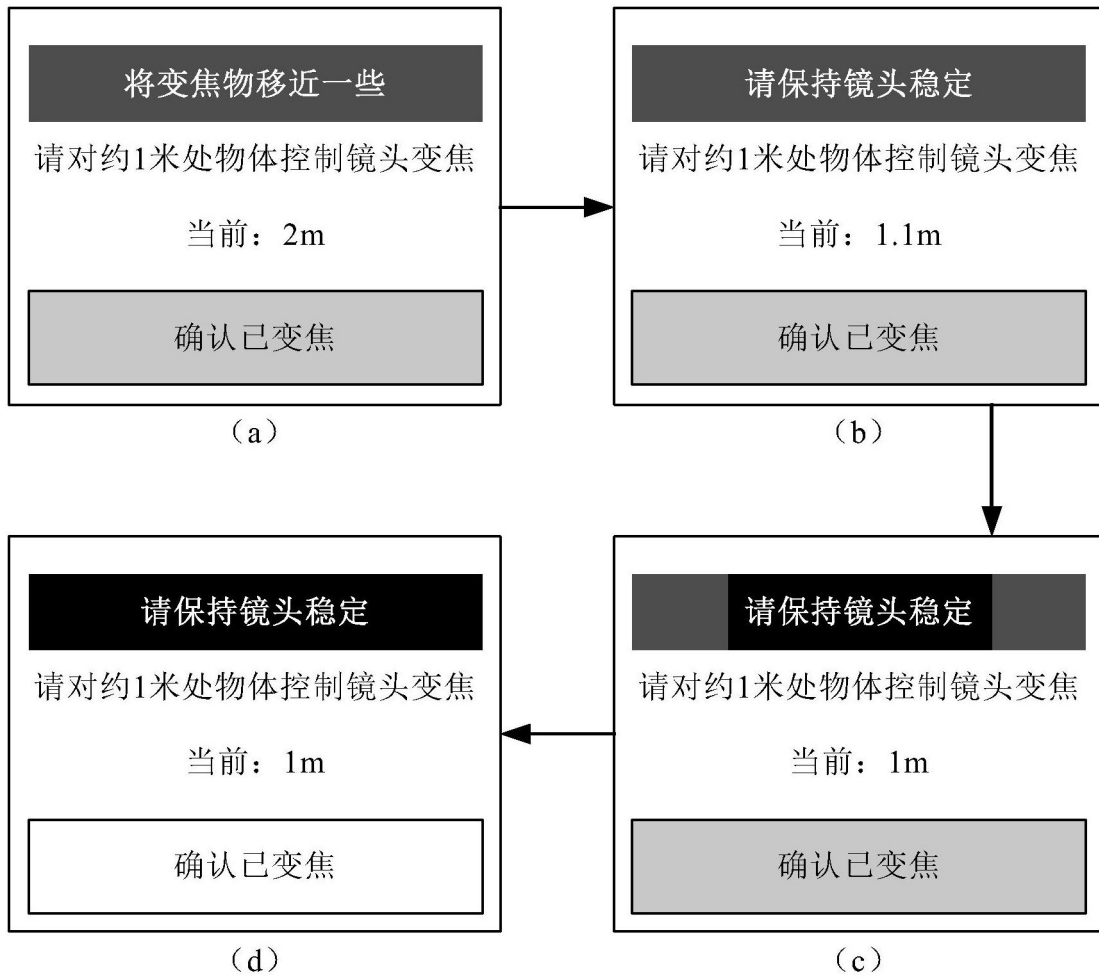 将变焦物移近一些
请对约1米处物体控制镜头变焦
当前：2m
确认已变焦
（a）
请保持镜头稳定
请对约1米处物体控制镜头变焦
当前：1.1m
确认已变焦
（b）
请保持镜头稳定
请对约1米处物体控制镜头变焦
当前：1m
确认已变焦
（d）
请保持镜头稳定
请对约1米处物体控制镜头变焦
当前：1m
确认已变焦
（c）